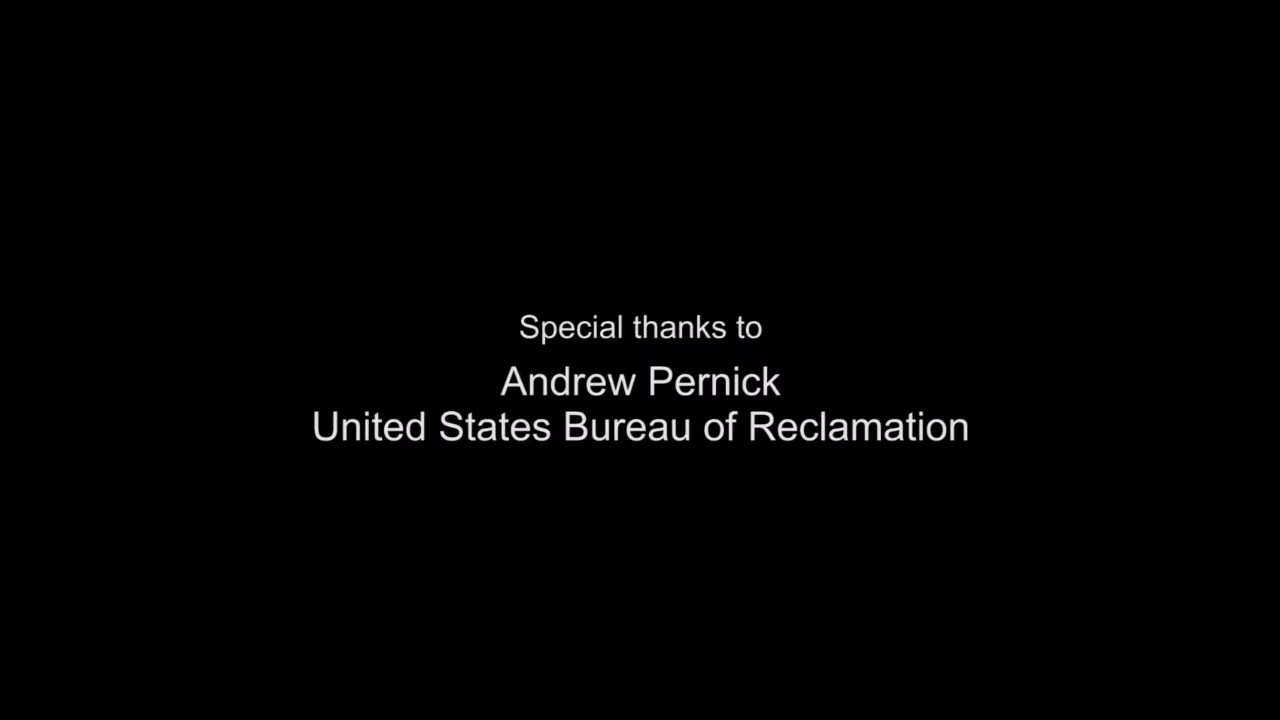 Special thanks to
Andrew Pernick
United States Bureau of Reclamation